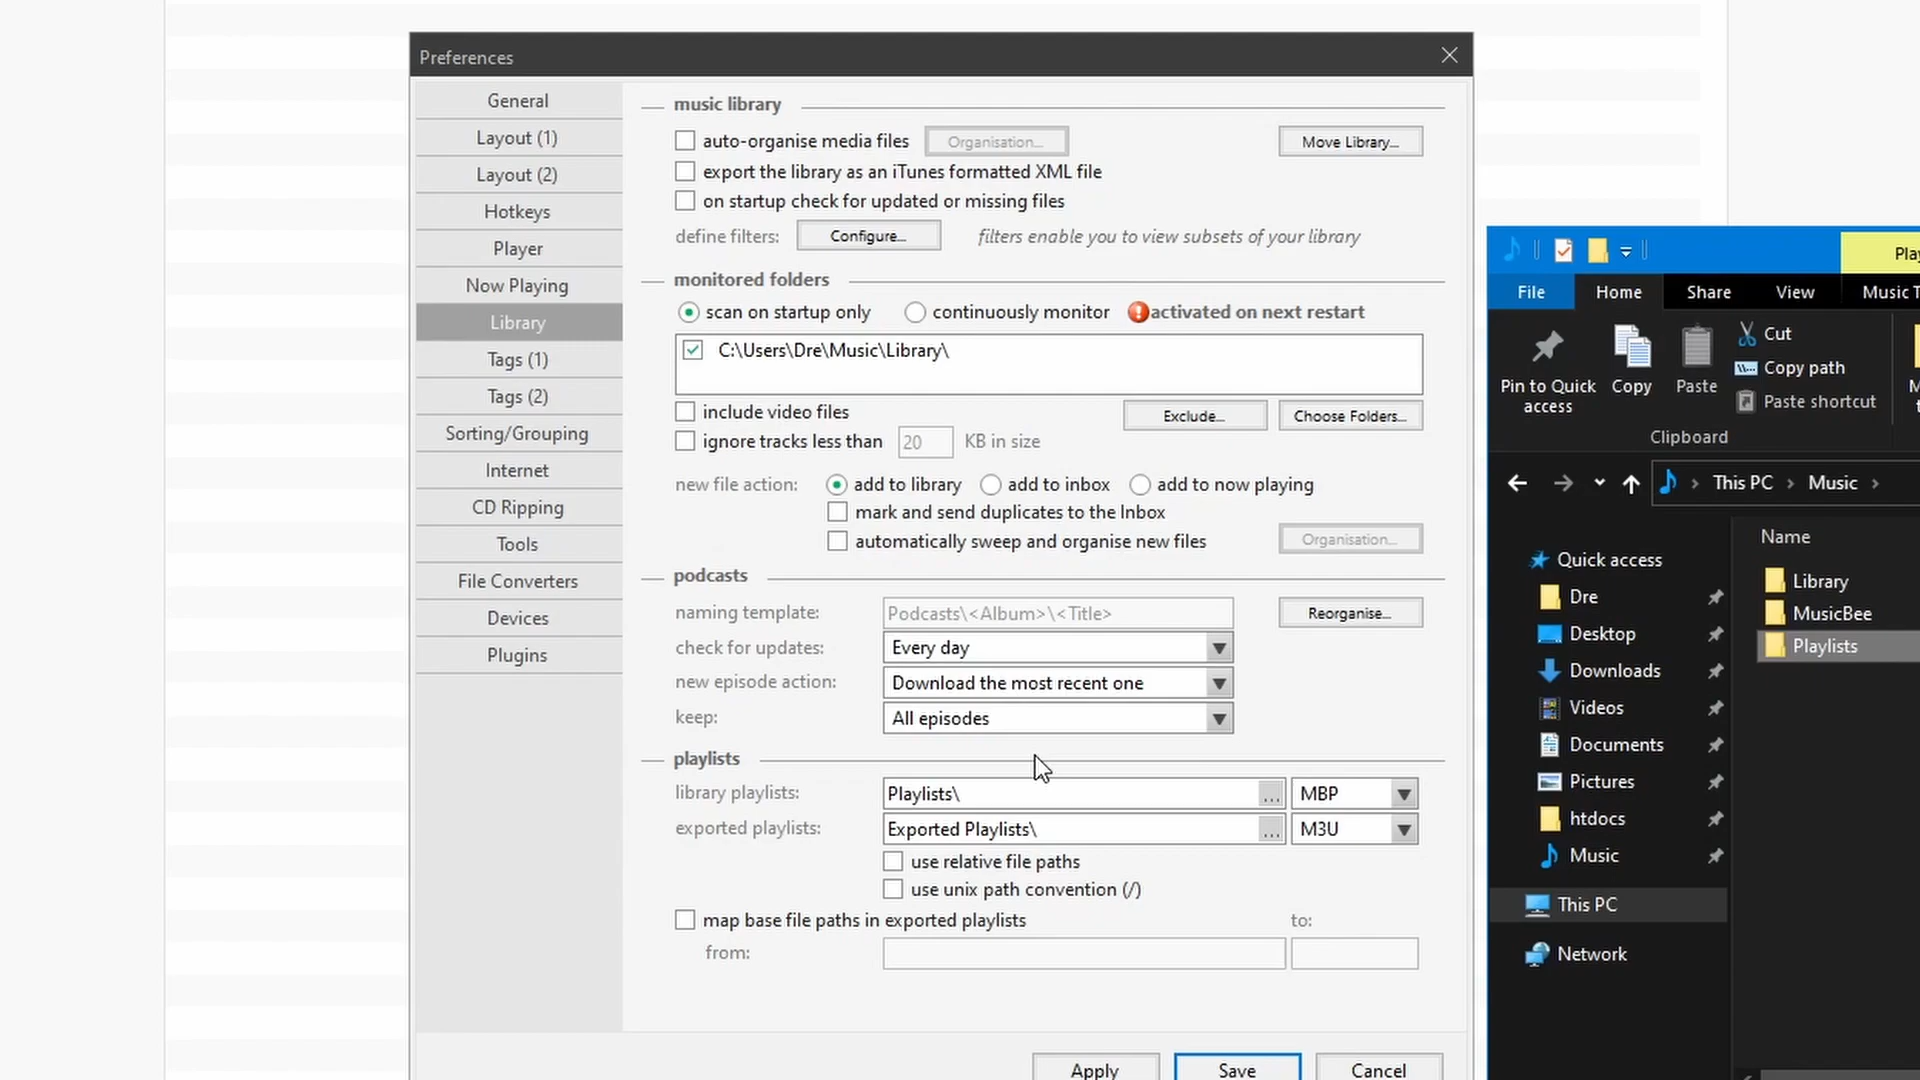 Preferences
General
Layout (1)
Layout (2)
Hotkeys
Player
Now Playing
Library
Tags (1)
Tags (2)
Sorting/Grouping
Internet
CD Ripping
Tools
File Converters
Devices
Plugins
music library
auto-organise media files Organisation... Move Library...
export the library as an iTunes formatted XML file
on startup check for updated or missing files
define filters: Configure... filters enable you to view subsets of your library
monitored folders
scan on startup only continuously monitor activated on next restart
C:\Users\Dre\Music\Library\
include video files Exclude... Choose Folders...
ignore tracks less than 20 KB in size
new file action: add to library add to inbox add to now playing
mark and send duplicates to the Inbox
automatically sweep and organise new files Organisation...
podcasts
naming template: Podcasts\<Album>\<Title> Reorganise...
check for updates: Every day
new episode action: Download the most recent one
keep: All episodes
playlists
library playlists: Playlists\ ... MBP
exported playlists: Exported Playlists\ ... M3U
use relative file paths
use unix path convention (/)
map base file paths in exported playlists to:
from:
Apply Save Cancel
File Home Share View
Pin to Quick
access
Copy
Paste
Cut
Copy path
Paste shortcut
Clipboard
This PC Music
Name
Library
MusicBee
Playlists
Quick access
Dre
Desktop
Downloads
Videos
Documents
Pictures
htdocs
Music
This PC
Network